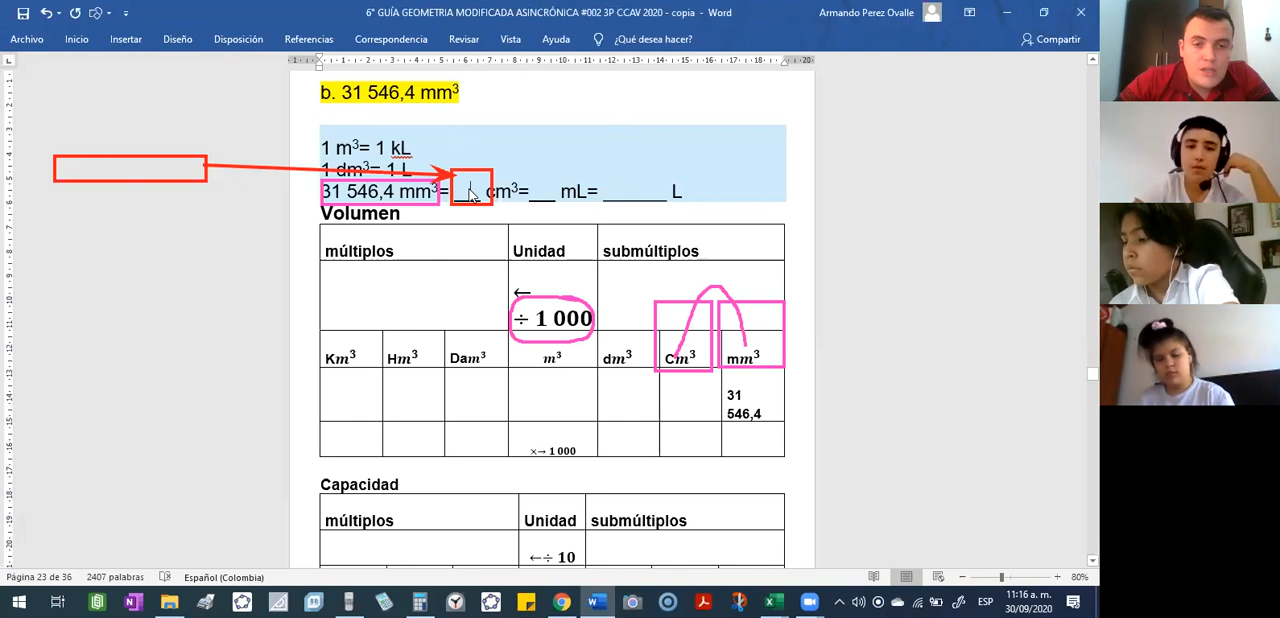 6° GUÍA GEOMETRIA MODIFICADA ASINCRÓNICA #002 3P CCAV 2020 - copia - Word
Armando Perez Ovalle
Archivo Inicio Insertar Diseño Disposición Referencias Correspondencia Revisar Vista Ayuda ¿Qué desea hacer? Compartir
b. 31 546,4 mm³
1 m³= 1 kL
1 dm³= 1 L
31 546,4 mm³= ___ cm³=___ mL= ______ L
Volumen
múltiplos Unidad submúltiplos
←
÷ 1 000
Km³ Hm³ Dam³ m³ dm³ Cm³ mm³
31
546,4
×→ 1 000
Capacidad
múltiplos Unidad submúltiplos
←÷ 10
Página 23 de 36 2407 palabras Español (Colombia) 80%
ESP
11:16 a. m.
30/09/2020